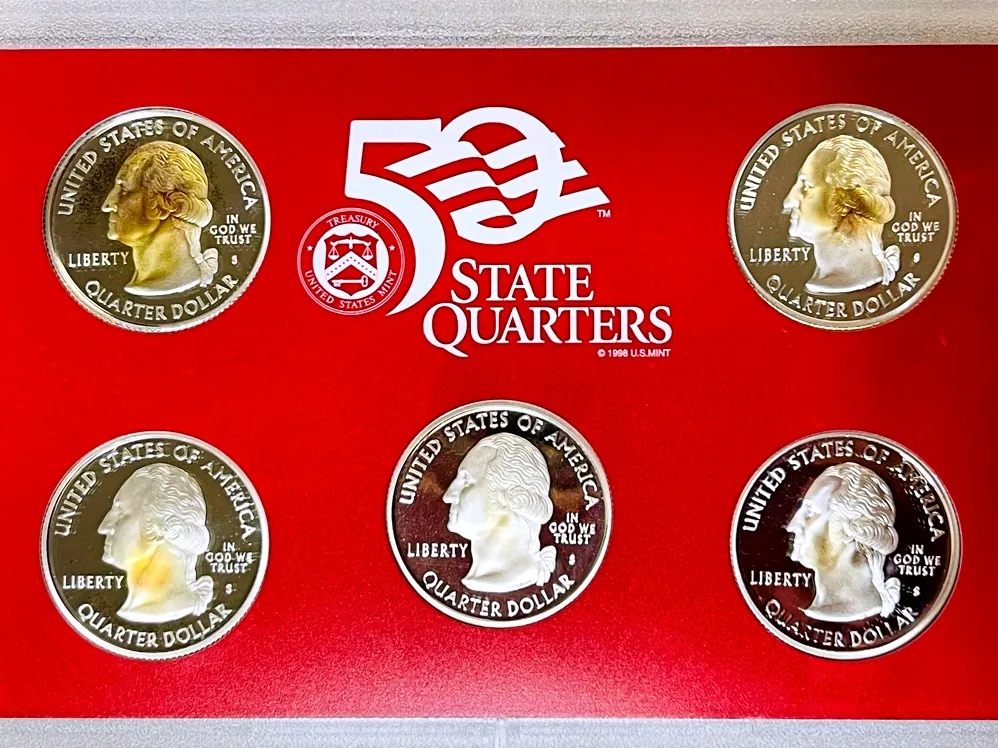 UNITED STATES OF AMERICA
LIBERTY
IN
GOD WE
TRUST
S
QUARTER DOLLAR
50
TM
TREASURY
UNITED STATES MINT
STATE
QUARTERS
© 1998 U.S.MINT
UNITED STATES OF AMERICA
LIBERTY
IN
GOD WE
TRUST
S
QUARTER DOLLAR
UNITED STATES OF AMERICA
LIBERTY
IN
GOD WE
TRUST
S
QUARTER DOLLAR
UNITED STATES OF AMERICA
LIBERTY
IN
GOD WE
TRUST
S
QUARTER DOLLAR
UNITED STATES OF AMERICA
LIBERTY
IN
GOD WE
TRUST
S
QUARTER DOLLAR